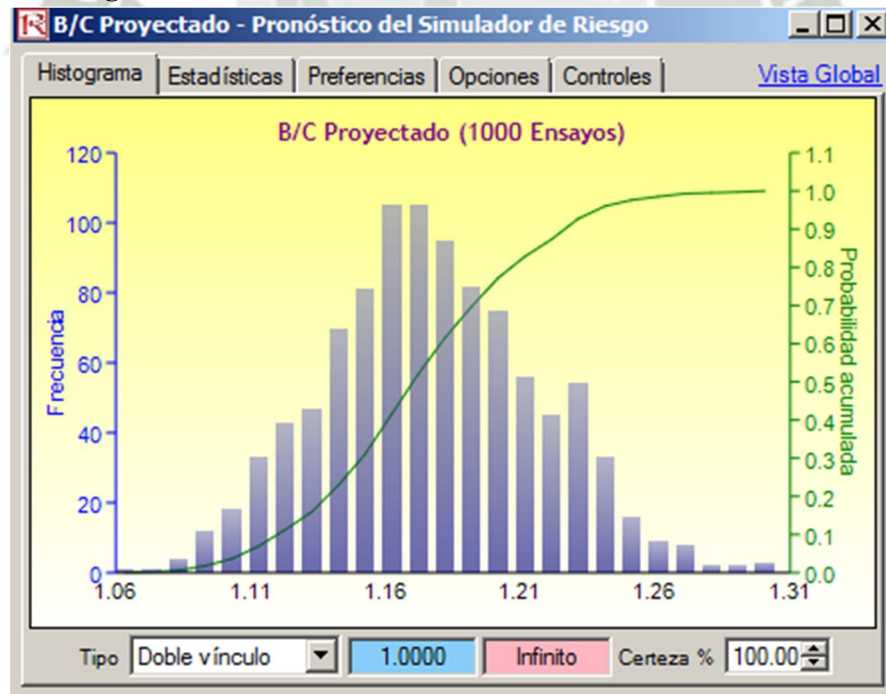 B/C Proyectado - Pronóstico del Simulador de Riesgo
Histograma Estadísticas Preferencias Opciones Controles Vista Global
B/C Proyectado (1000 Ensayos)
120 1.1
1.0
100 0.9
0.8
80 0.7
60 0.6
0.5
40 0.4
0.3
20 0.2
0.1
0 0.0
Frecuencia
Probabilidad acumulada
1.06 1.11 1.16 1.21 1.26 1.31
Tipo Doble vínculo 1.0000 Infinito Certeza % 100.00